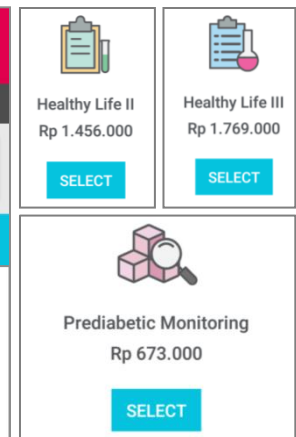 Healthy Life II
Rp 1.456.000
SELECT
Healthy Life III
Rp 1.769.000
SELECT
Prediabetic Monitoring
Rp 673.000
SELECT